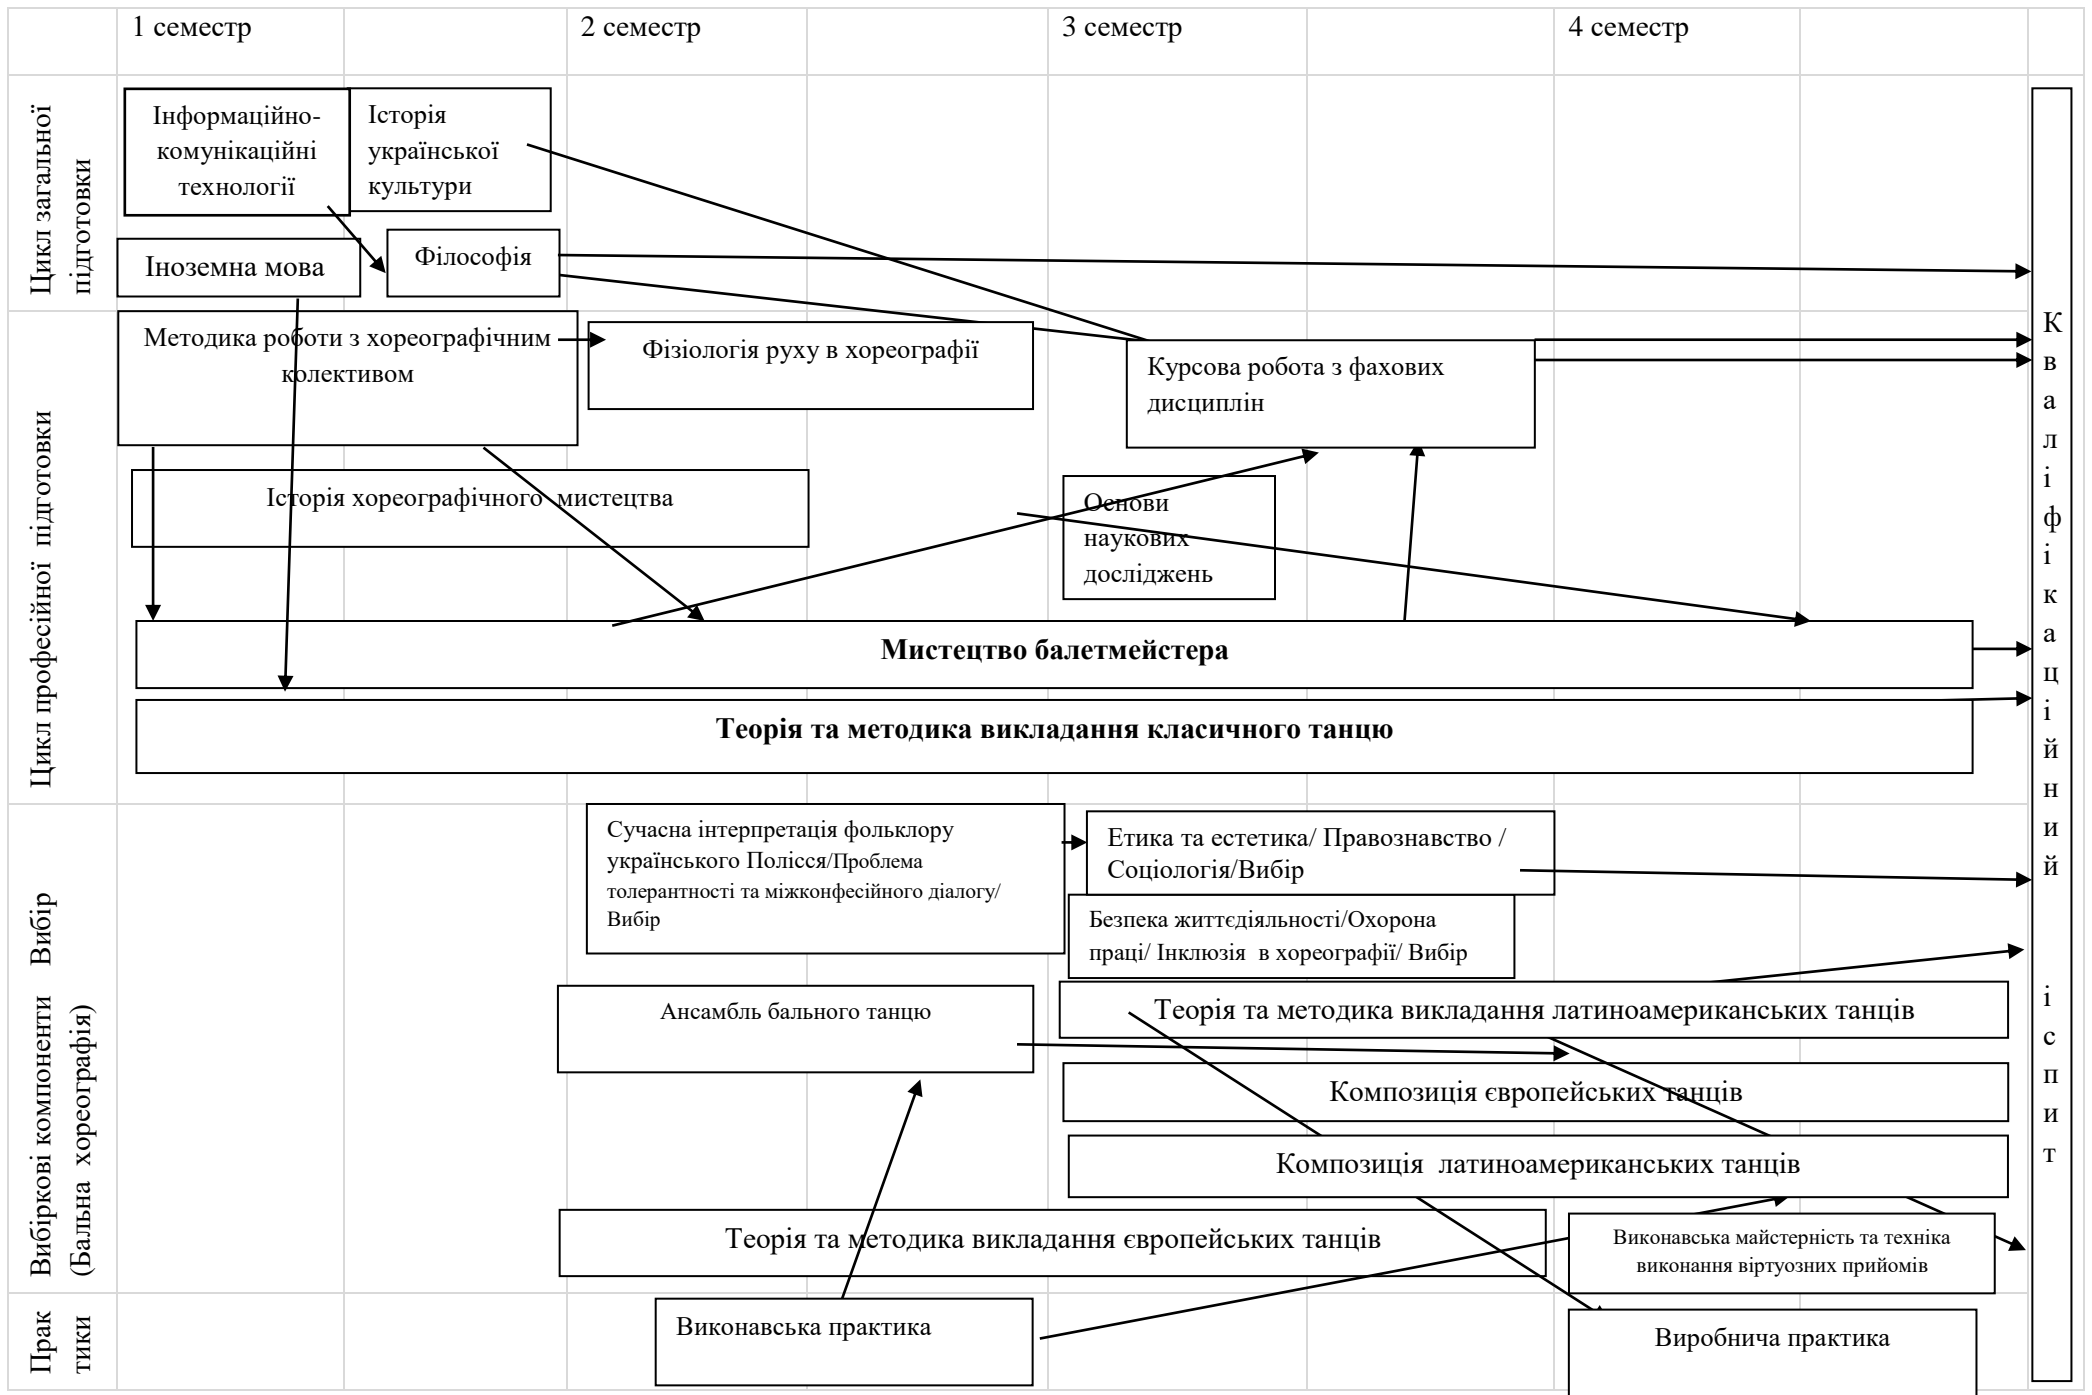 1 семестр
2 семестр
3 семестр
4 семестр
Цикл загальної
підготовки
Інформаційно-
комунікаційні
технології
Історія
української
культури
Іноземна мова
Філософія
Цикл професійної підготовки
Методика роботи з хореографічним
колективом
Фізіологія руху в хореографії
Курсова робота з фахових
дисциплін
Історія хореографічного мистецтва
Основи
наукових
досліджень
Мистецтво балетмейстера
Теорія та методика викладання класичного танцю
Вибіркові компоненти Вибір
(Бальна хореографія)
Сучасна інтерпретація фольклору
українського Полісся/Проблема
толерантності та міжконфесійного діалогу/
Вибір
Етика та естетика/ Правознавство /
Соціологія/Вибір
Безпека життєдіяльності/Охорона
праці/ Інклюзія в хореографії/ Вибір
Ансамбль бального танцю
Теорія та методика викладання латиноамериканських танців
Композиція європейських танців
Композиція латиноамериканських танців
Теорія та методика викладання європейських танців
Виконавська майстерність та техніка
виконання віртуозних прийомів
Прак
тики
Виконавська практика
Виробнича практика
Кваліфікаційний іспит